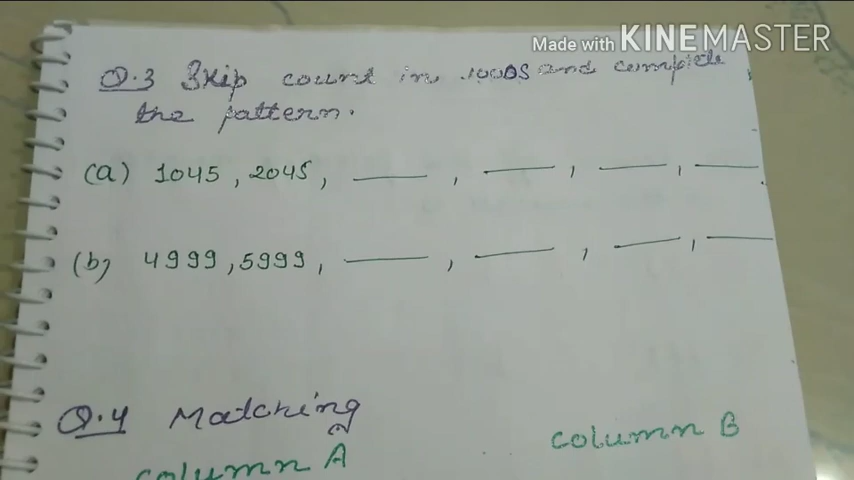 Made with KINEMASTER
Q.3 Skip count in 1000s and complete
the pattern.
(a) 1045, 2045, ____, ____, ____, ____
(b) 4999, 5999, ____, ____, ____, ____
Q.4 Matching
column A column B